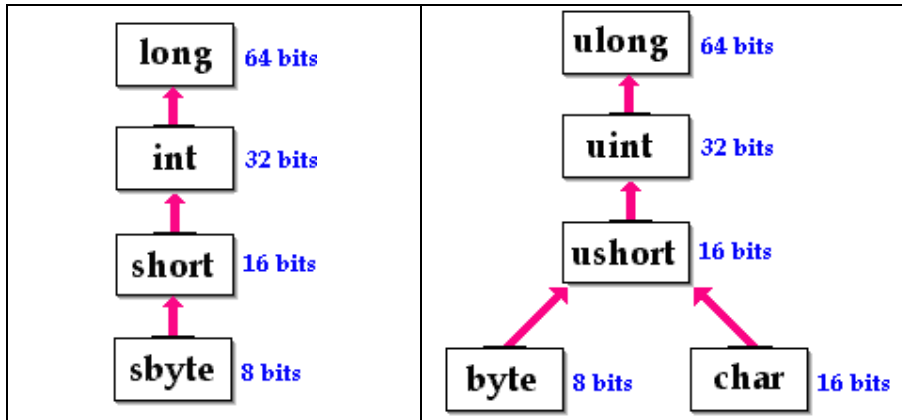 long 64 bits
int 32 bits
short 16 bits
sbyte 8 bits
ulong 64 bits
uint 32 bits
ushort 16 bits
byte 8 bits char 16 bits